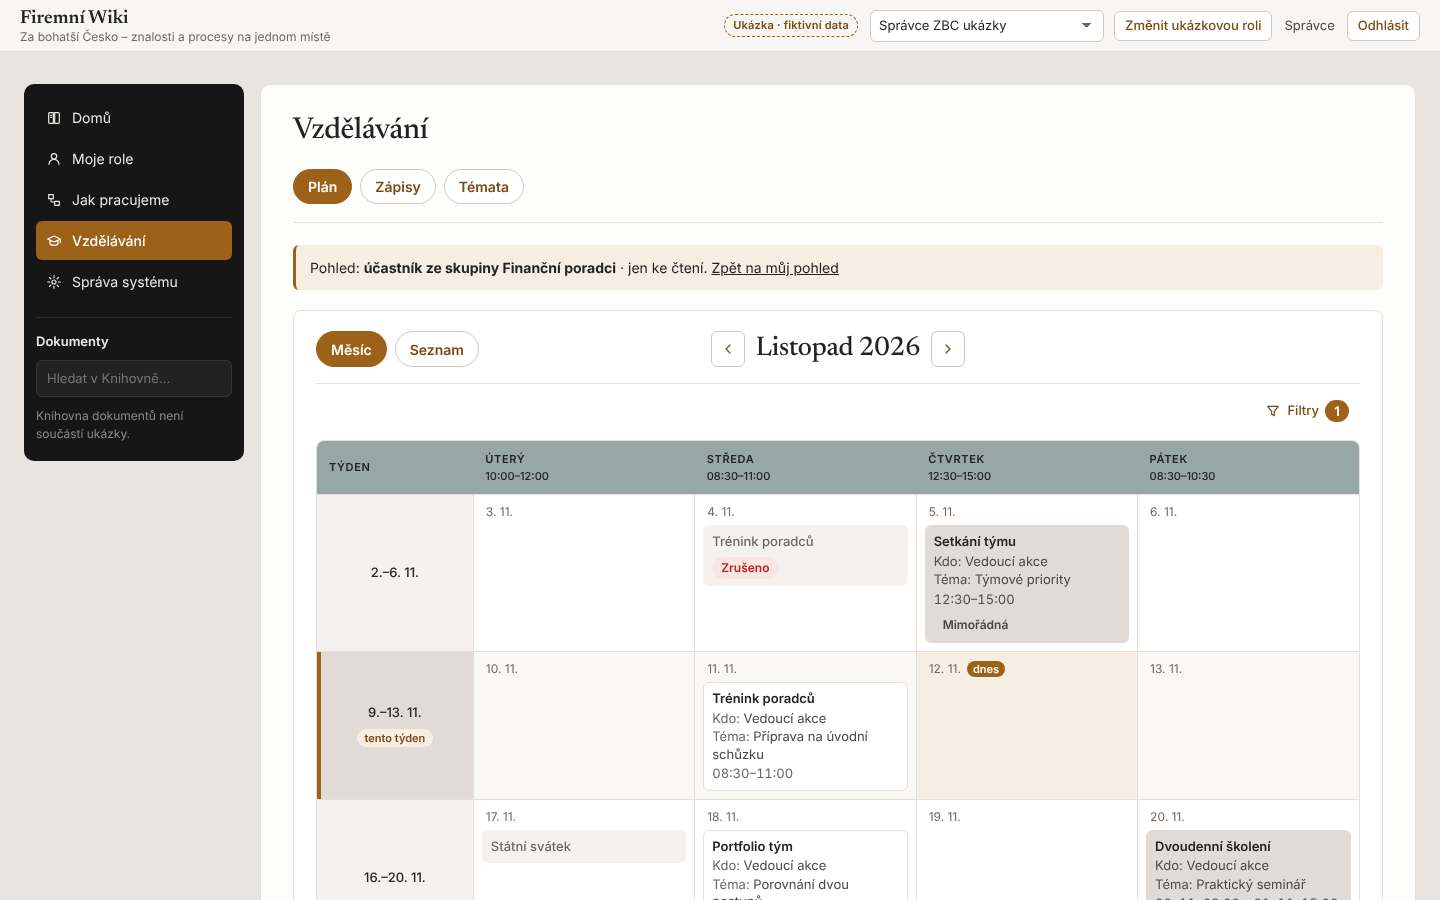 Firemní Wiki
Za bohatší Česko – znalosti a procesy na jednom místě
Ukázka · fiktivní data
Správce ZBC ukázky
Změnit ukázkovou roli
Správce
Odhlásit
Domů
Moje role
Jak pracujeme
Vzdělávání
Správa systému
Dokumenty
Hledat v Knihovně...
Knihovna dokumentů není
součástí ukázky.
Vzdělávání
Plán
Zápisy
Témata
Pohled: účastník ze skupiny Finanční poradci · jen ke čtení. Zpět na můj pohled
Měsíc
Seznam
Listopad 2026
Filtry 1
TÝDEN
ÚTERÝ
10:00–12:00
STŘEDA
08:30–11:00
ČTVRTEK
12:30–15:00
PÁTEK
08:30–10:30
2.–6. 11.
3. 11.
4. 11.
Trénink poradců
Zrušeno
5. 11.
Setkání týmu
Kdo: Vedoucí akce
Téma: Týmové priority
12:30–15:00
Mimořádná
6. 11.
9.–13. 11.
tento týden
10. 11.
11. 11.
Trénink poradců
Kdo: Vedoucí akce
Téma: Příprava na úvodní
schůzku
08:30–11:00
12. 11. dnes
13. 11.
16.–20. 11.
17. 11.
Státní svátek
18. 11.
Portfolio tým
Kdo: Vedoucí akce
Téma: Porovnání dvou
19. 11.
20. 11.
Dvoudenní školení
Kdo: Vedoucí akce
Téma: Praktický seminář